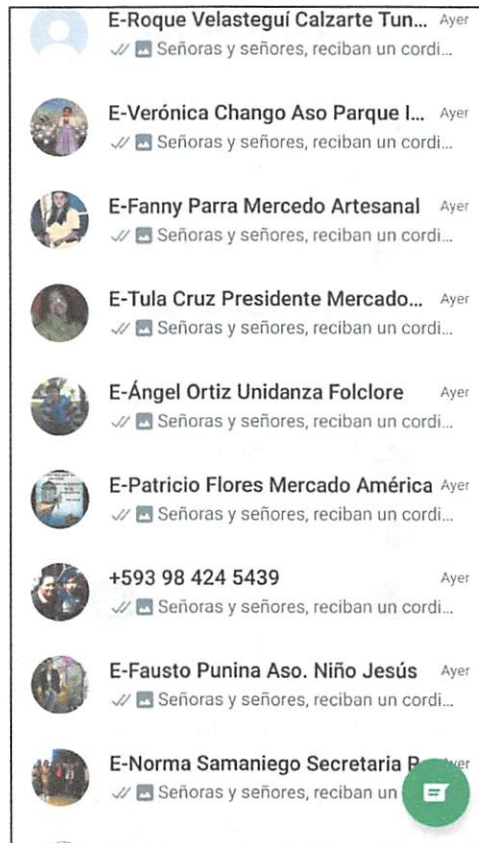 E-Roque Velasteguí Calzarte Tun... Ayer
Señoras y señores, reciban un cordi...
E-Verónica Chango Aso Parque I... Ayer
Señoras y señores, reciban un cordi...
E-Fanny Parra Mercedo Artesanal Ayer
Señoras y señores, reciban un cordi...
E-Tula Cruz Presidente Mercado... Ayer
Señoras y señores, reciban un cordi...
E-Ángel Ortiz Unidanza Folclore Ayer
Señoras y señores, reciban un cordi...
E-Patricio Flores Mercado América Ayer
Señoras y señores, reciban un cordi...
+593 98 424 5439 Ayer
Señoras y señores, reciban un cordi...
E-Fausto Punina Aso. Niño Jesús Ayer
Señoras y señores, reciban un cordi...
E-Norma Samaniego Secretaria
Señoras y señores, reciban un